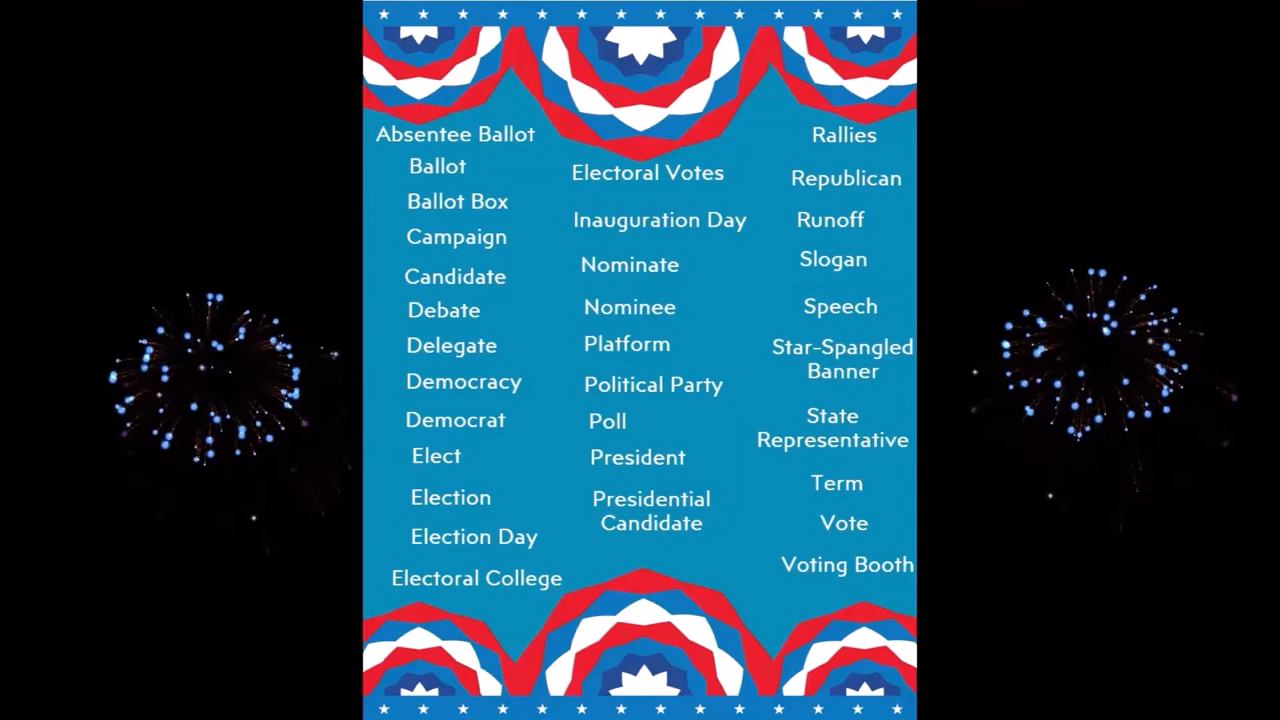 Absentee Ballot
Ballot
Ballot Box
Campaign
Candidate
Debate
Delegate
Democracy
Democrat
Elect
Election
Election Day
Electoral College
Electoral Votes
Inauguration Day
Nominate
Nominee
Platform
Political Party
Poll
President
Presidential
Candidate
Rallies
Republican
Runoff
Slogan
Speech
Star-Spangled
Banner
State
Representative
Term
Vote
Voting Booth